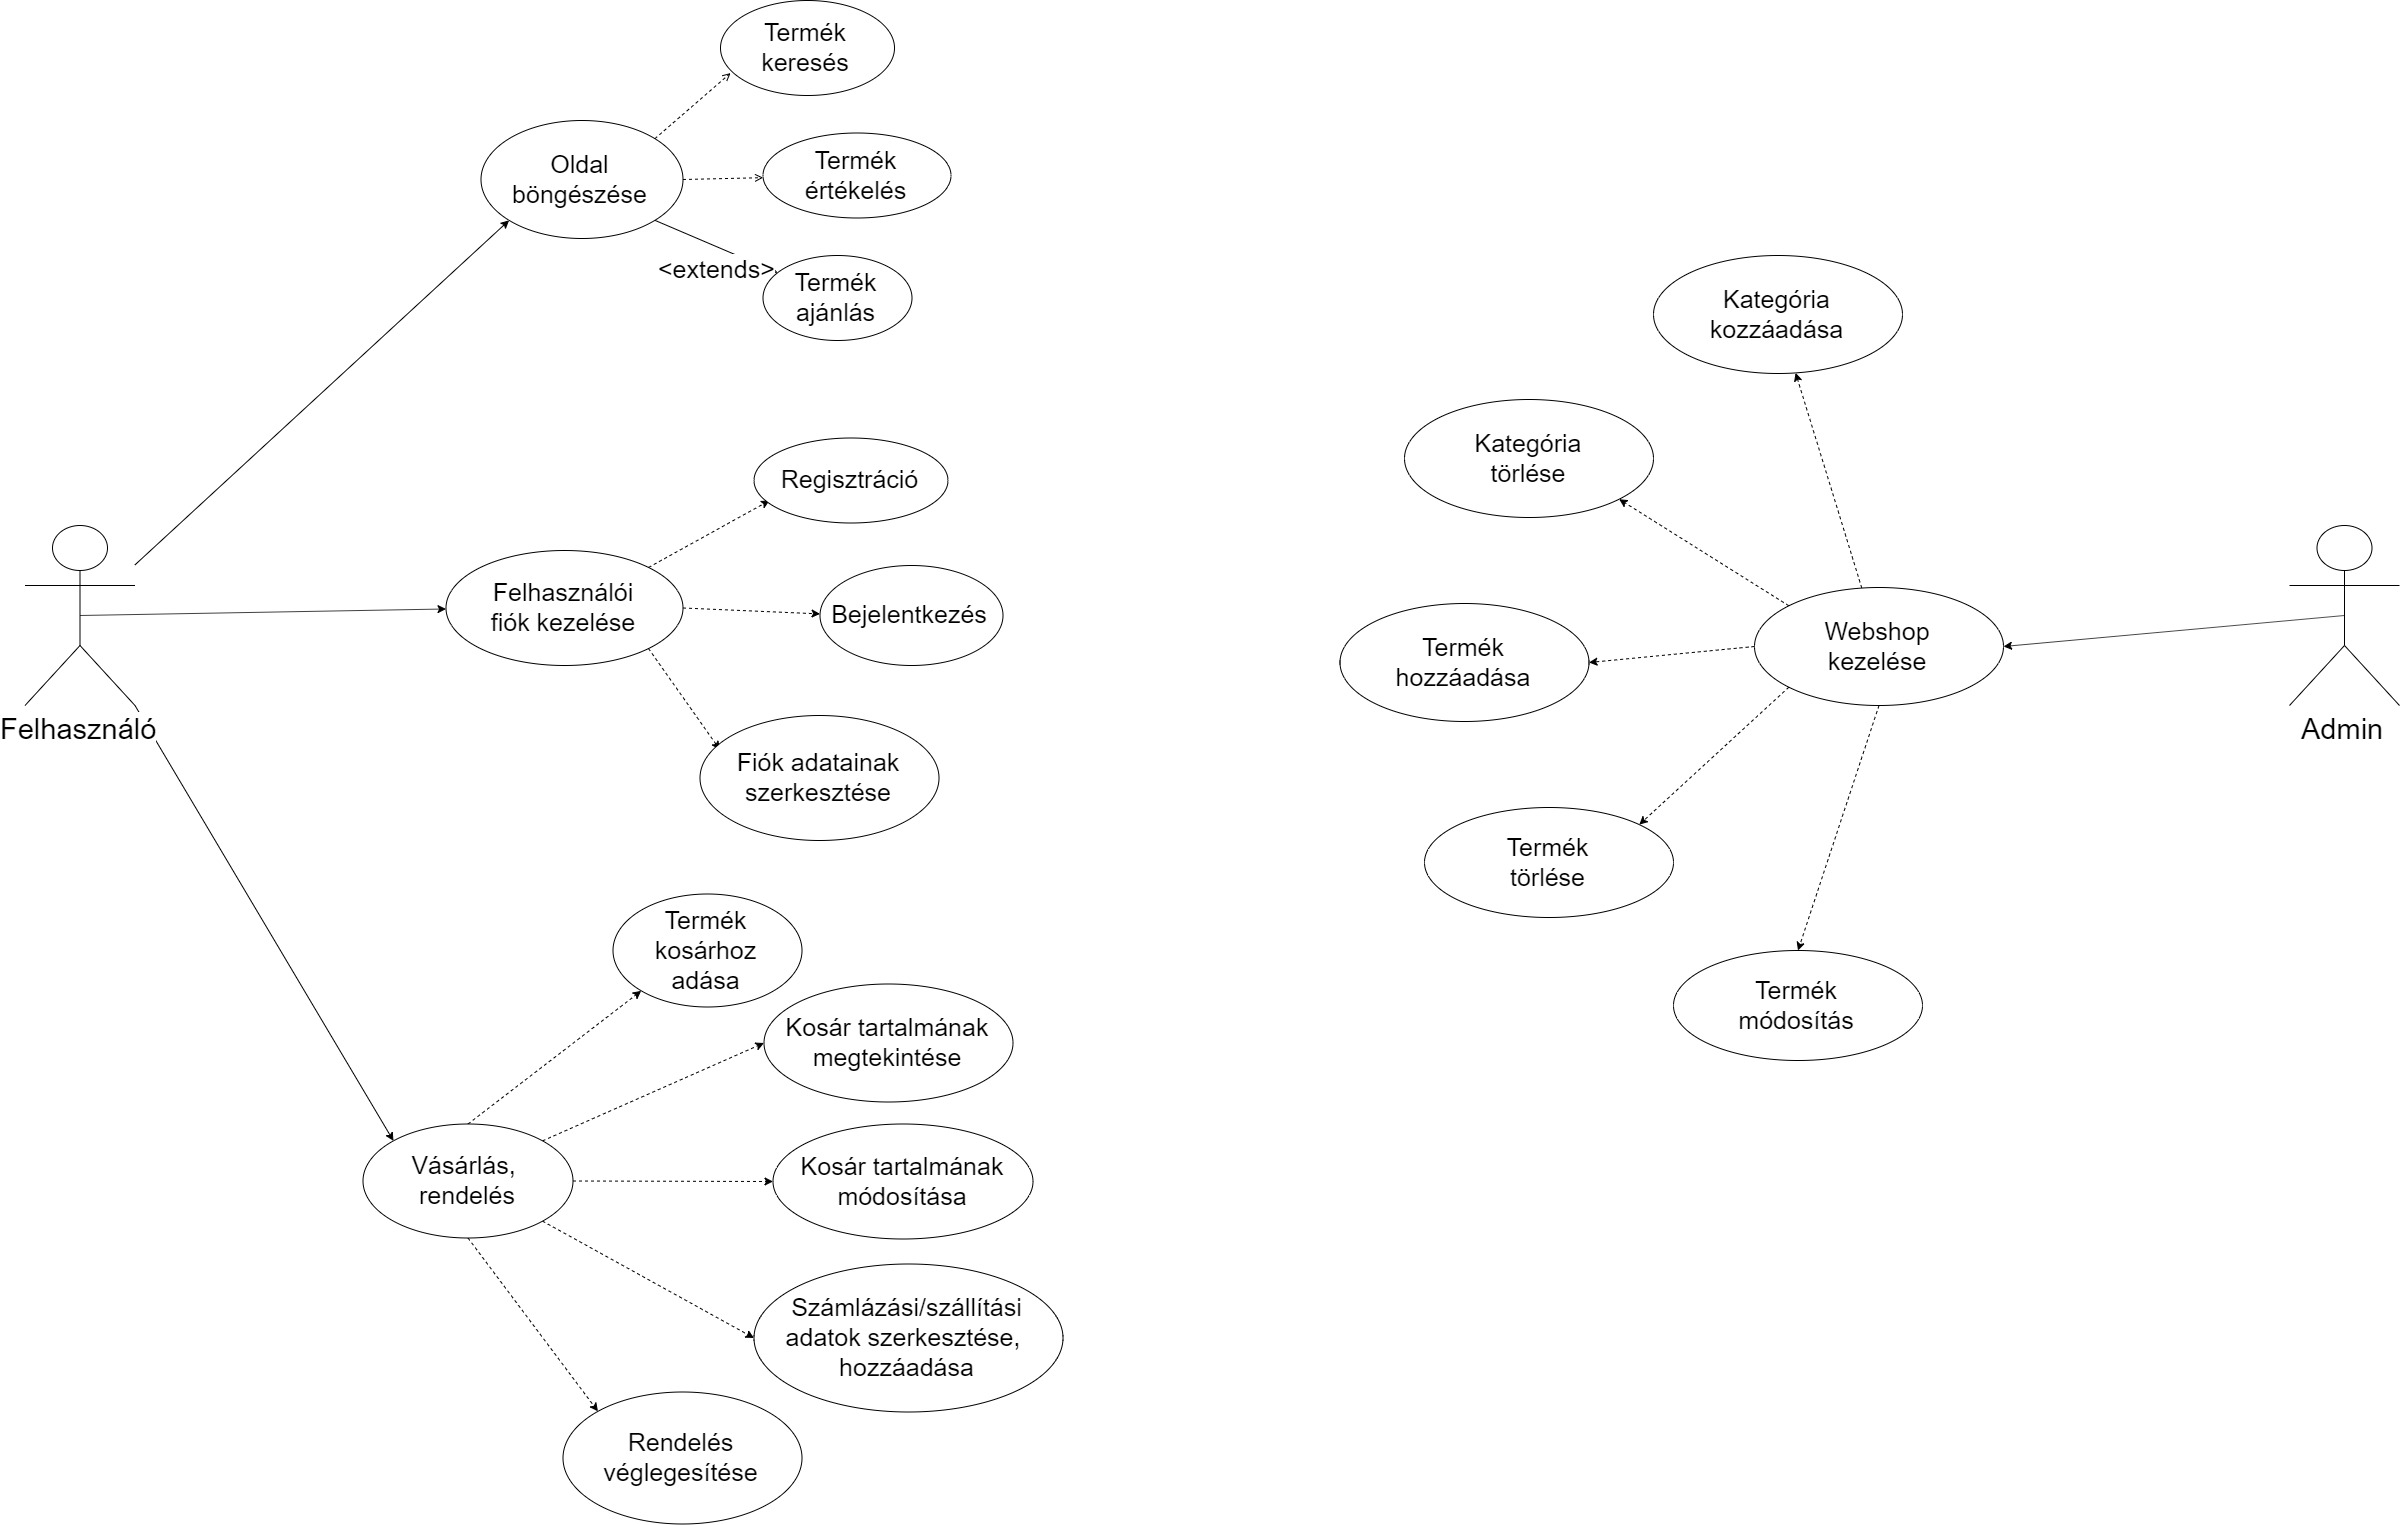 Termék
keresés
Oldal
böngészése
Termék
értékelés
<extends>
Termék
ajánlás
Regisztráció
Felhasználói
fiók kezelése
Bejelentkezés
Felhasználó
Fiók adatainak
szerkesztése
Termék
kosárhoz
adása
Kosár tartalmának
megtekintése
Vásárlás,
rendelés
Kosár tartalmának
módosítása
Számlázási/szállítási
adatok szerkesztése,
hozzáadása
Rendelés
véglegesítése
Kategória
kozzáadása
Kategória
törlése
Termék
hozzáadása
Webshop
kezelése
Admin
Termék
törlése
Termék
módosítás